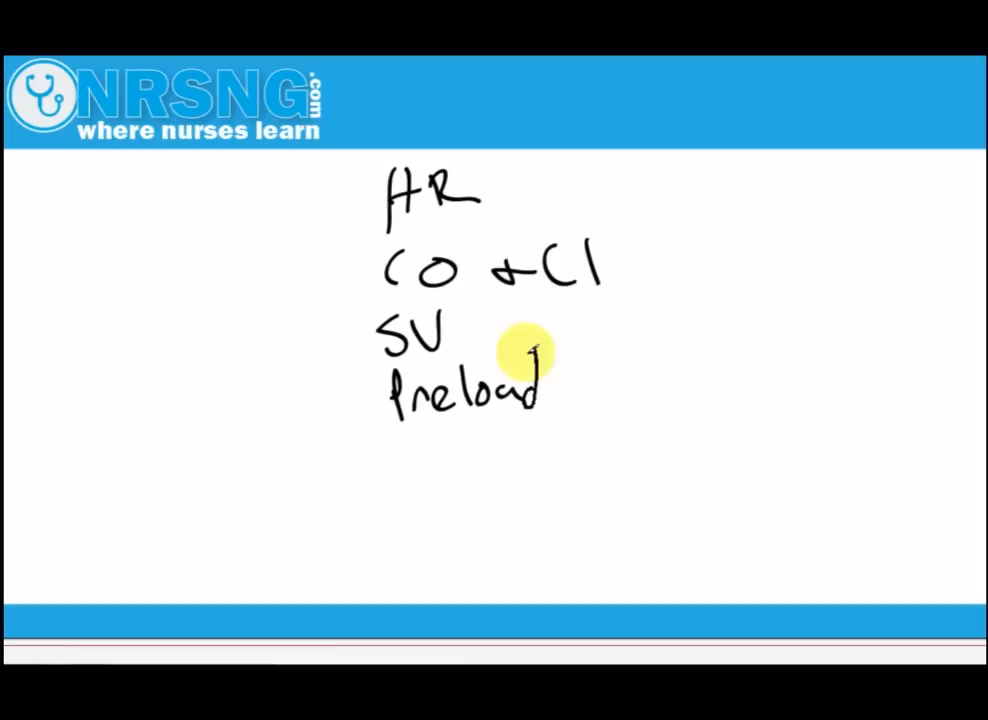 NRSNG.com
where nurses learn
HR
CO + CI
SV
Preload